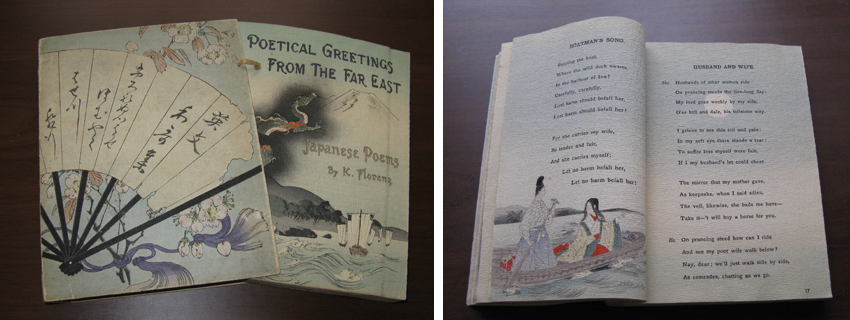 英文
和歌集
POETICAL GREETINGS
FROM THE FAR EAST
Japanese Poems
BY K. Florenz
BOATMAN'S SONG.
Rowing the boat,
Where the wild duck swarms
In the harbour of
Carefully, carefully,
Lest harm should befall her,
Lest harm should befall her!
For she carries my wife,
So tender and fair,
And she carries myself;
Let no harm befall her,
Let no harm befall her!
HUSBAND AND WIFE.
She. Husbands of other women ride
On prancing steeds the live-long day;
My lord goes by my side,
O'er hill and dale, his toilsome way.
I grieve to see this toil and pain:
In my soft eye there stands a tear:
To suffer less myself were fain,
If I my husband's lot could cheer.
The mirror that my mother gave,
As keepsake, when I said adieu,
The veil, likewise, she bade me have—
Take it—'t will buy a horse for you.
He. On prancing steed how can I ride
And see my poor wife walk below?
Nay, dear; we'll just walk side by side,
As comrades, chatting as we go.
17